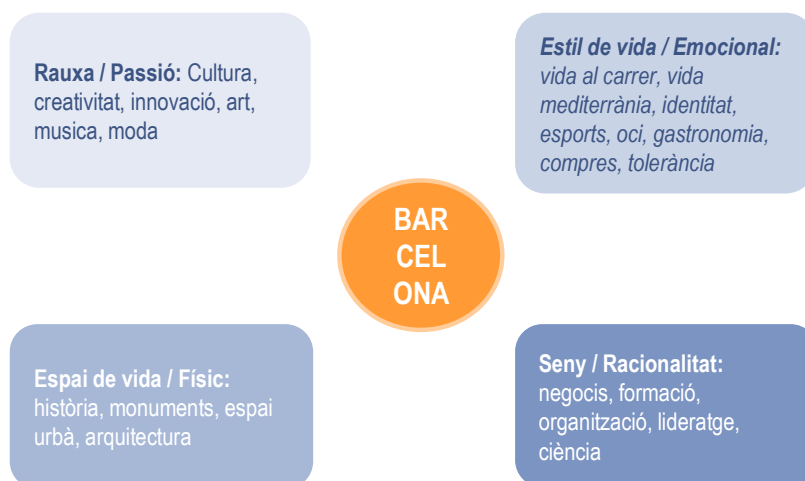 Rauxa / Passió: Cultura,
creativitat, innovació, art,
musica, moda
Estil de vida / Emocional:
vida al carrer, vida
mediterrània, identitat,
esports, oci, gastronomia,
compres, tolerància
BAR
CEL
ONA
Espai de vida / Físic:
història, monuments, espai
urbà, arquitectura
Seny / Racionalitat:
negocis, formació,
organització, lideratge,
ciència